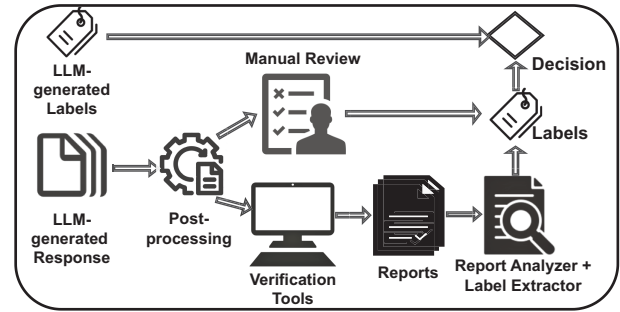 LLM-
generated
Labels
Manual Review
Decision
Labels
LLM-
generated
Response
Post-
processing
Verification
Tools
Reports
Report Analyzer +
Label Extractor